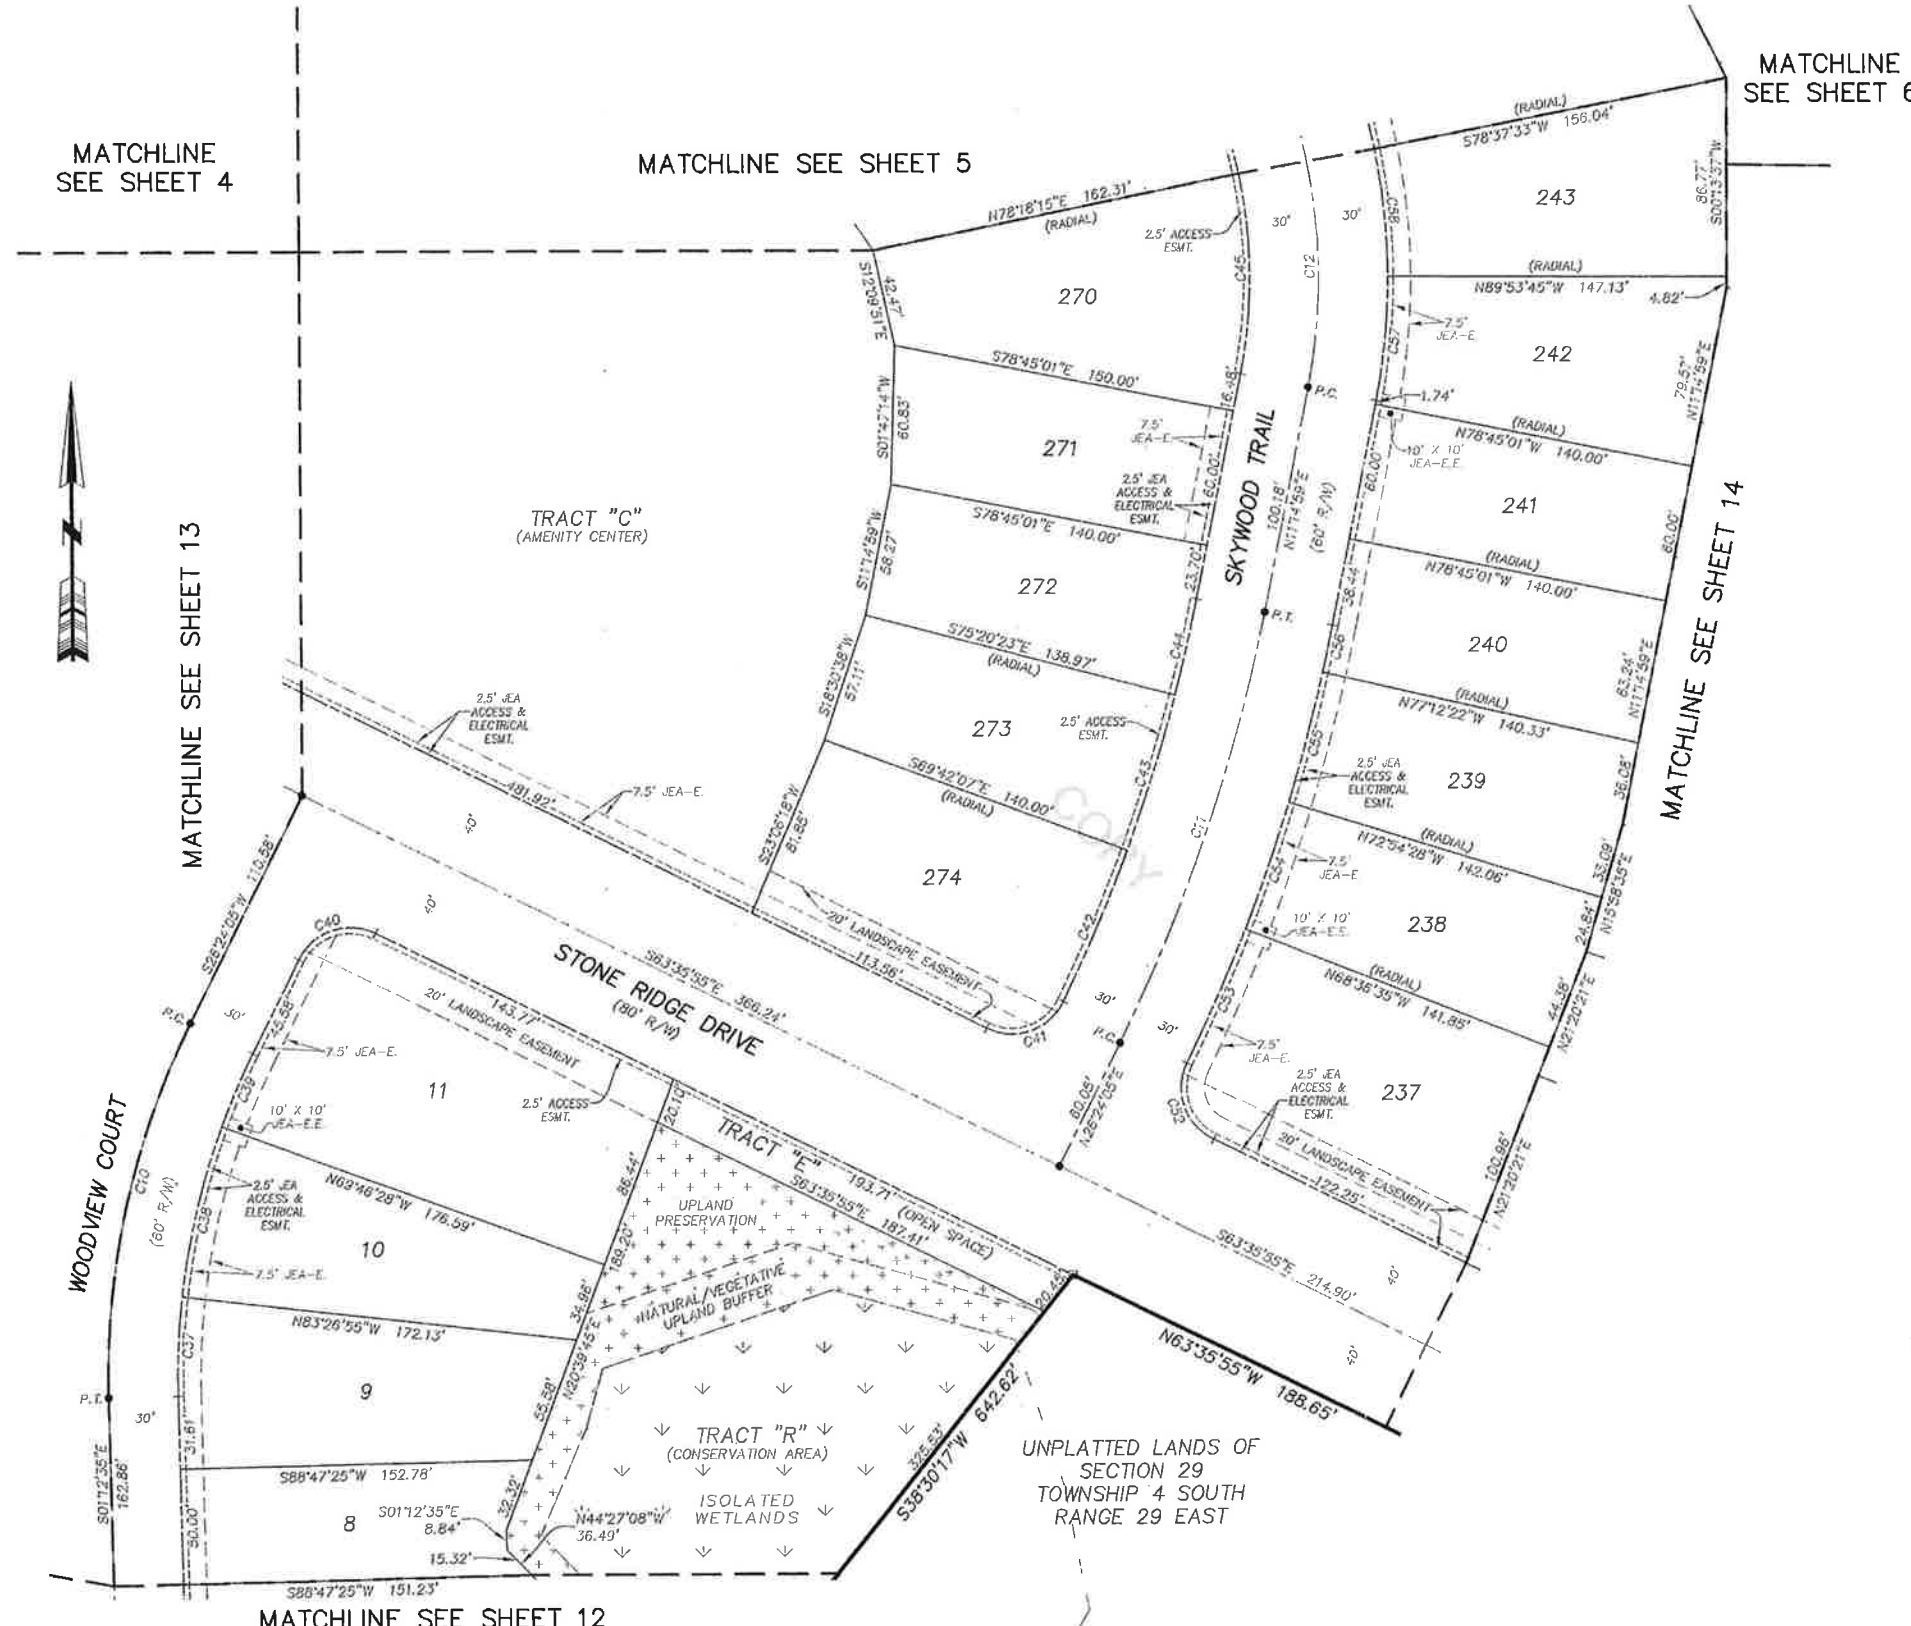 MATCHLINE
SEE SHEET 4
MATCHLINE SEE SHEET 5
MATCHLINE
SEE SHEET 6
(RADIAL)
S78°37'33"W 156.04'
86.77'
S00°13'37"W
243
C58
N78°18'15"E 162.31'
(RADIAL)
2.5' ACCESS
ESMT.
30'
30'
C12
C45
270
S12°09'51"E
42.47'
(RADIAL)
N89°53'45"W 147.13'
4.82'
7.5'
JEA-E.
C57
242
79.57'
N11°14'59"E
S78°45'01"E 150.00'
16.48'
P.C.
1.74'
(RADIAL)
N78°45'01"W 140.00'
10' X 10'
JEA-E.E.
S01°47'14"W
60.83'
271
7.5'
JEA-E.
2.5' JEA
ACCESS &
ELECTRICAL
ESMT.
60.00'
SKYWOOD TRAIL
100.18'
N11°14'59"E
(60' R/W)
60.00'
241
60.00'
MATCHLINE SEE SHEET 14
N
MATCHLINE SEE SHEET 13
TRACT "C"
(AMENITY CENTER)
S78°45'01"E 140.00'
S11°14'59"W
58.27'
272
23.70'
P.T.
(RADIAL)
N78°45'01"W 140.00'
38.44'
C56
240
63.24'
N11°14'59"E
S75°20'23"E 138.97'
(RADIAL)
C44
S18°30'38"W
57.11'
273
2.5' ACCESS
ESMT.
C43
(RADIAL)
N77°12'22"W 140.33'
C55
2.5' JEA
ACCESS &
ELECTRICAL
ESMT.
239
36.08'
2.5' JEA
ACCESS &
ELECTRICAL
ESMT.
481.92'
7.5' JEA-E.
40'
S69°42'07"E 140.00'
(RADIAL)
COPY
C11
S23°06'18"W
81.85'
274
20' LANDSCAPE EASEMENT
113.56'
C42
C41
(RADIAL)
N72°54'28"W 142.06'
33.09'
N15°58'35"E
24.84'
C54
7.5'
JEA-E.
10' X 10'
JEA-E.E.
238
(RADIAL)
N68°36'35"W 141.85'
44.38'
N21°20'21"E
S26°24'05"W 110.58'
P.C.
30'
C40
40'
STONE RIDGE DRIVE
(80' R/W)
S63°35'55"E 366.24'
30'
P.C.
30'
C53
7.5'
JEA-E.
2.5' JEA
ACCESS &
ELECTRICAL
ESMT.
237
C52
20' LANDSCAPE EASEMENT
122.25'
100.95'
N21°20'21"E
60.05'
N26°24'05"E
143.77'
20' LANDSCAPE EASEMENT
25.58'
7.5' JEA-E.
C39
11
2.5' ACCESS
ESMT.
10' X 10'
JEA-E.E.
20.10'
TRACT "E"
193.71'
(OPEN SPACE)
S63°35'55"E 187.41'
20.46'
WOODVIEW COURT
C10
(60' R/W)
2.5' JEA
ACCESS &
ELECTRICAL
ESMT.
C38
N69°46'28"W 176.59'
86.44'
UPLAND
PRESERVATION
10
7.5' JEA-E.
189.20'
NATURAL/VEGETATIVE
UPLAND BUFFER
34.96'
N20°39'45"E
N83°26'55"W 172.13'
C37
9
55.58'
P.T.
30'
31.61'
S63°35'55"E 214.90'
40'
40'
N63°35'55"W 188.65'
642.62'
325.53'
S38°30'17"W
TRACT "R"
(CONSERVATION AREA)
ISOLATED
WETLANDS
UNPLATTED LANDS OF
SECTION 29
TOWNSHIP 4 SOUTH
RANGE 29 EAST
S88°47'25"W 152.78'
S01°12'35"E
162.86'
50.00'
8
S01°12'35"E
8.84'
32.32'
N44°27'08"W
36.49'
15.32'
S88°47'25"W 151.23'
MATCHLINE SEE SHEET 12